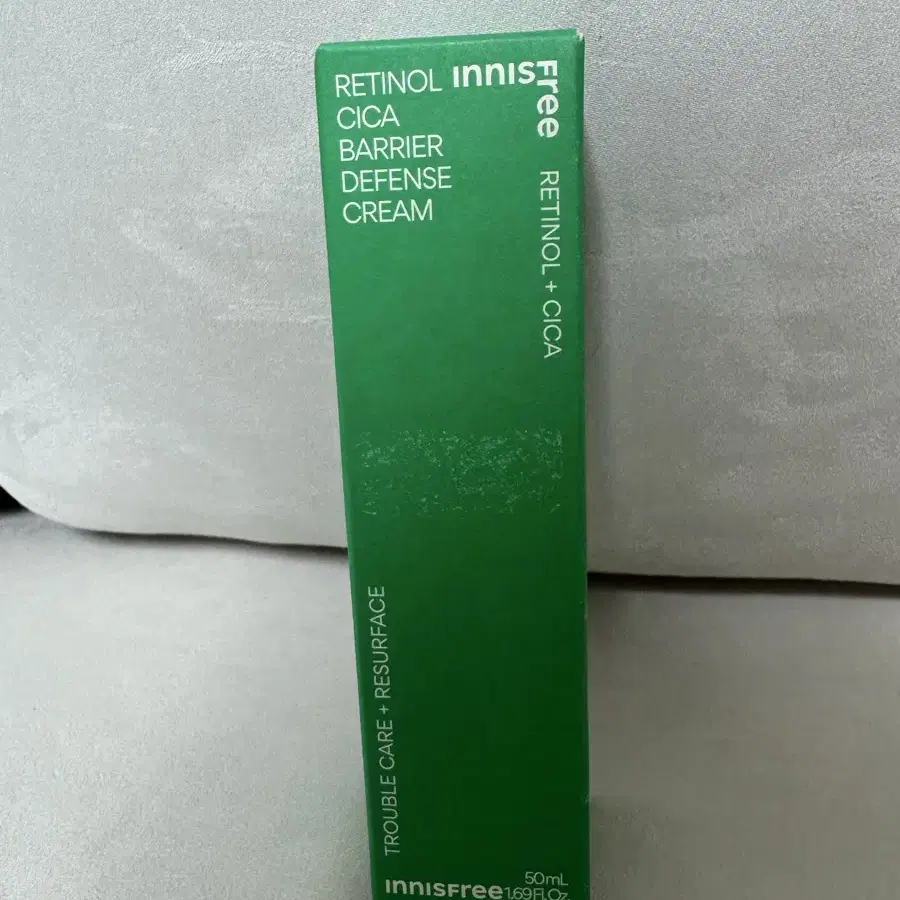 RETINOL
CICA
BARRIER
DEFENSE
CREAM
INNISFree
RETINOL + CICA
TROUBLE CARE + RESURFACE
INNISFree
50mL
1.69Fl.Oz.